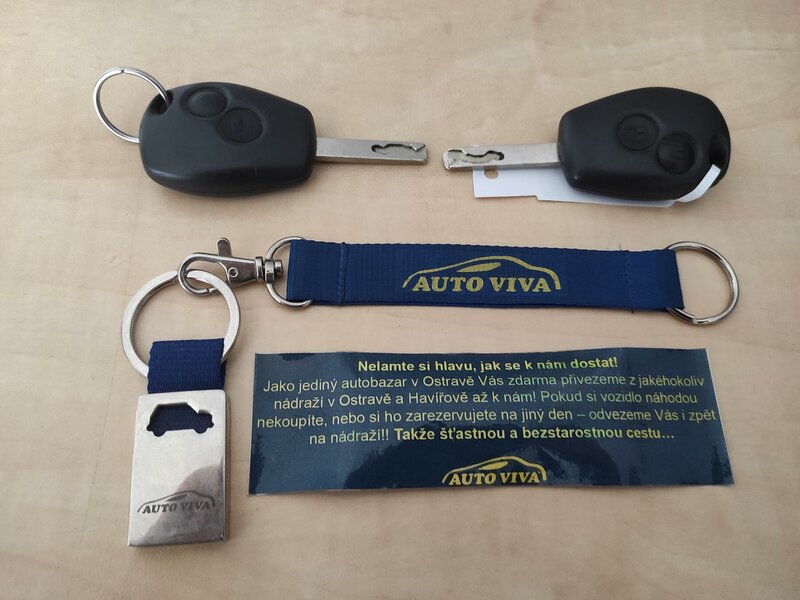 AUTO VIVA
Nelamte si hlavu, jak se k nám dostat!
Jako jediný autobazar v Ostravě Vás zdarma přivezeme z jakéhokoliv
nádraží v Ostravě a Havířově až k nám! Pokud si vozidlo náhodou
nekoupíte, nebo si ho zarezervujete na jiný den – odvezeme Vás i zpět
na nádraží!! Takže šťastnou a bezstarostnou cestu...
AUTO VIVA
AUTO VIVA